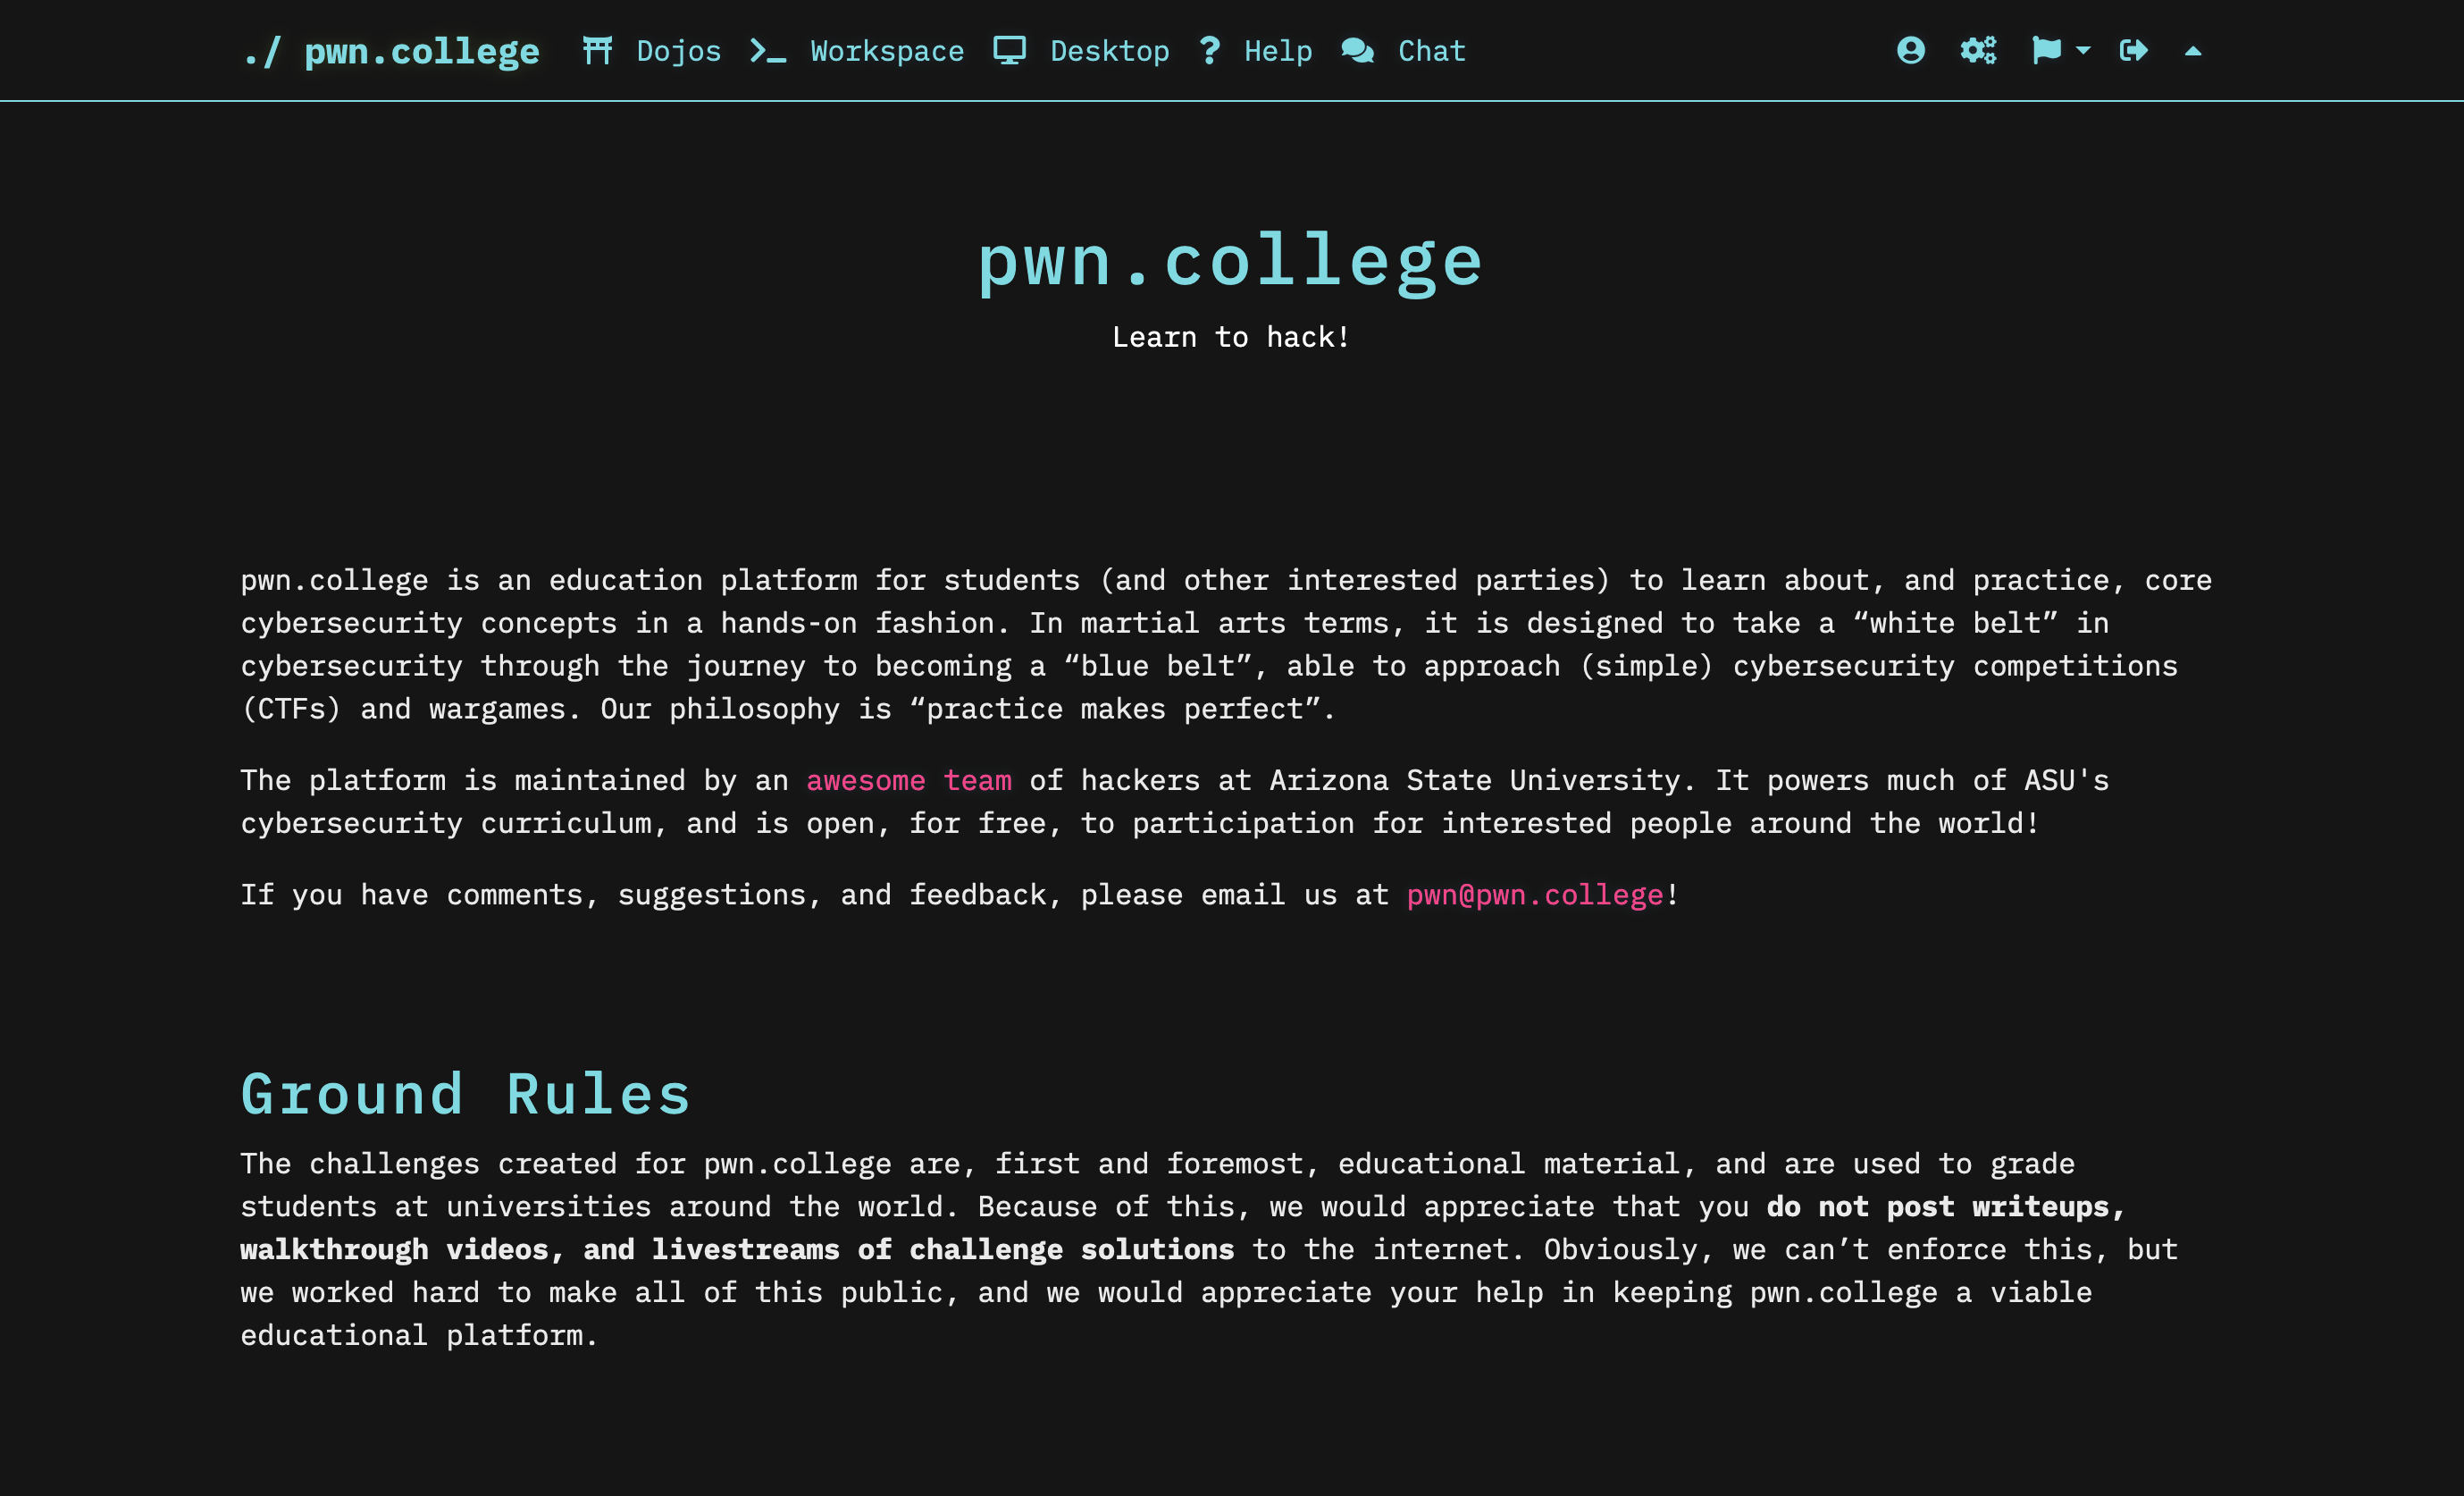 ./ pwn.college Dojos Workspace Desktop Help Chat
pwn.college
Learn to hack!
pwn.college is an education platform for students (and other interested parties) to learn about, and practice, core
cybersecurity concepts in a hands-on fashion. In martial arts terms, it is designed to take a “white belt” in
cybersecurity through the journey to becoming a “blue belt”, able to approach (simple) cybersecurity competitions
(CTFs) and wargames. Our philosophy is “practice makes perfect”.
The platform is maintained by an awesome team of hackers at Arizona State University. It powers much of ASU's
cybersecurity curriculum, and is open, for free, to participation for interested people around the world!
If you have comments, suggestions, and feedback, please email us at pwn@pwn.college!
Ground Rules
The challenges created for pwn.college are, first and foremost, educational material, and are used to grade
students at universities around the world. Because of this, we would appreciate that you do not post writeups,
walkthrough videos, and livestreams of challenge solutions to the internet. Obviously, we can’t enforce this, but
we worked hard to make all of this public, and we would appreciate your help in keeping pwn.college a viable
educational platform.